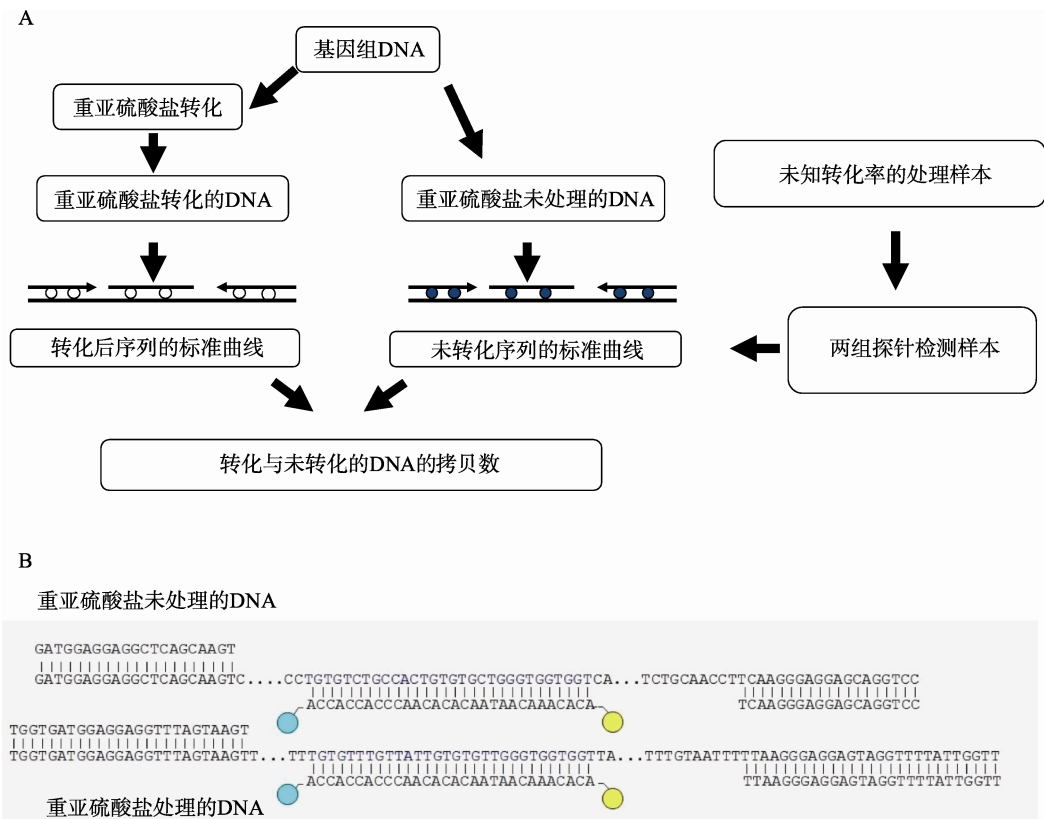 A
基因组DNA
重亚硫酸盐转化
重亚硫酸盐转化的DNA
重亚硫酸盐未处理的DNA
未知转化率的处理样本
转化后序列的标准曲线
未转化序列的标准曲线
两组探针检测样本
转化与未转化的DNA的拷贝数
B
重亚硫酸盐未处理的DNA
GATGGAGGAGGCTCAGCAAGT
GATGGAGGAGGCTCAGCAAGTC....CCTGTGTCTGCCACTGTGTGCTGGGTGGTGGTCA...TCTGCAACCTTCAAGGGAGGAGCAGGTCC
ACCACCACCCAACACACAATAACAAACACA TCAAGGGAGGAGCAGGTCC
TGGTGATGGAGGAGGTTTAGTAAGT
TGGTGATGGAGGAGGTTTAGTAAGTT...TTTGTGTTTGTTATTGTGTGTTGGGTGGTGGTTA...TTTGTAATTTTTAAGGGAGGAGTAGGTTTTATTGGTT
ACCACCACCCAACACACAATAACAAACACA TTAAGGGAGGAGTAGGTTTTATTGGTT
重亚硫酸盐处理的DNA